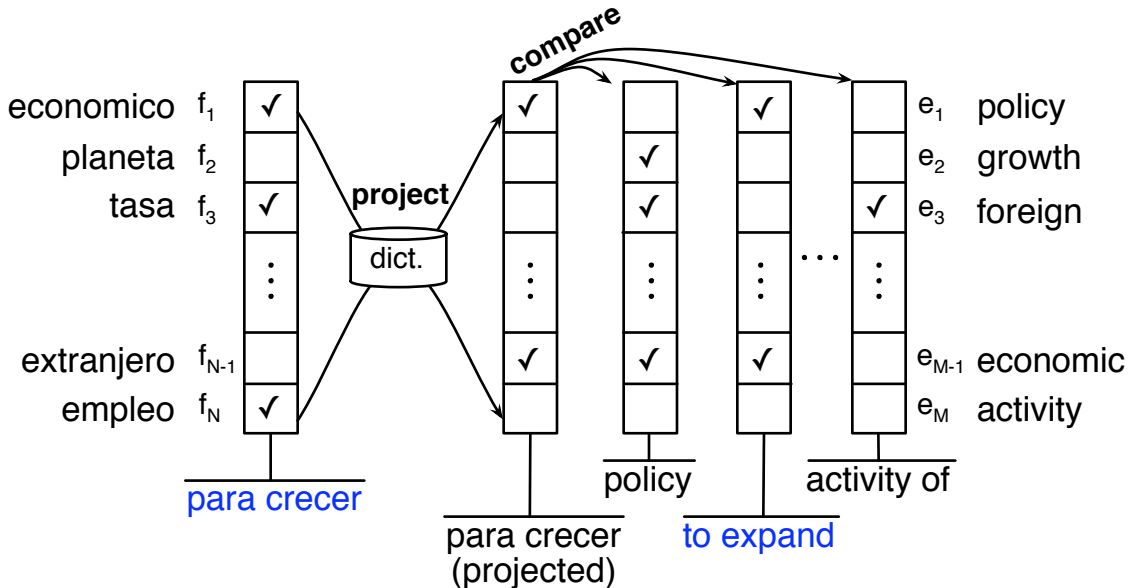 compare
economico f1 ✓ ✓ ✓ e1 policy
planeta f2 ✓ e2 growth
tasa f3 ✓ project ✓ ✓ e3 foreign
dict.
⋮ ⋮ ⋮ ⋮ ... ⋮
extranjero fN-1 ✓ ✓ ✓ eM-1 economic
empleo fN ✓ eM activity
policy activity of
para crecer
para crecer to expand
(projected)